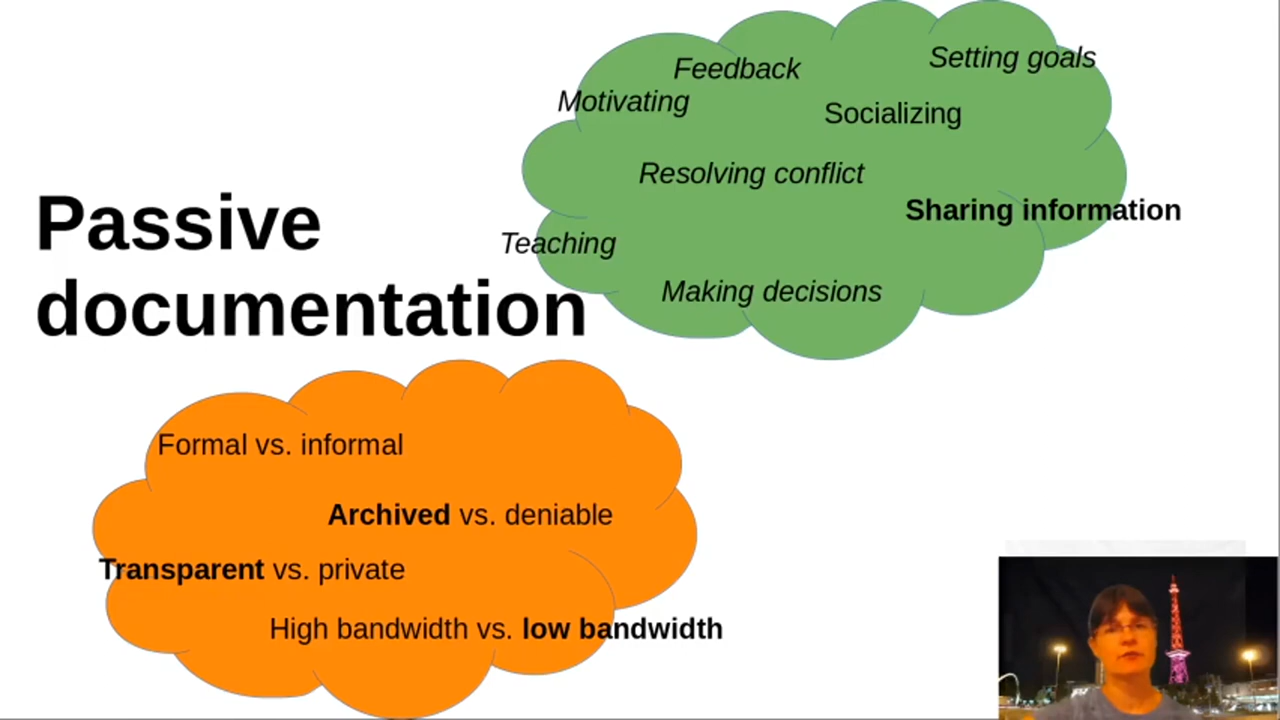 Feedback
Setting goals
Motivating
Socializing
Resolving conflict
Sharing information
Teaching
Making decisions
Passive
documentation
Formal vs. informal
Archived vs. deniable
Transparent vs. private
High bandwidth vs. low bandwidth